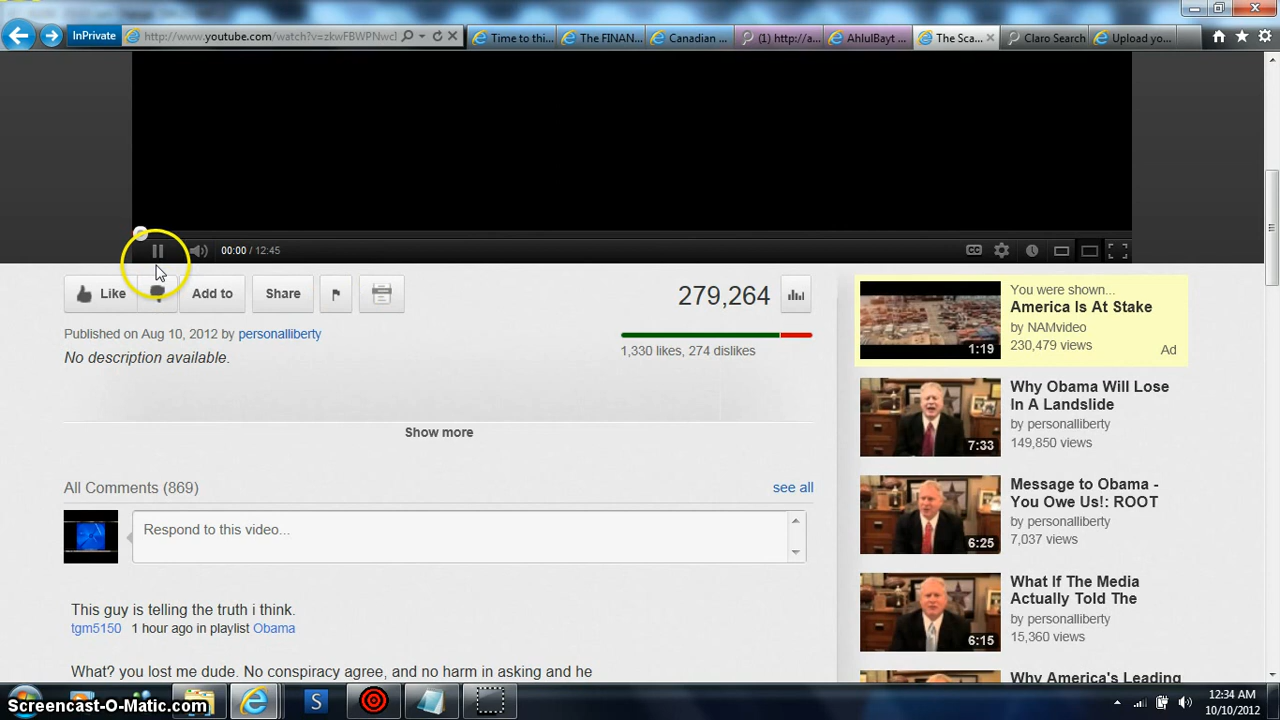 InPrivate
http://www.youtube.com/watch?v=zkwFBWPNwcl
Time to thi...
The FINAN...
Canadian ...
(1) http://a...
AhlulBayt ...
The Sca...
Claro Search
Upload yo...
00:00 / 12:45
Like
Add to
Share
279,264
Published on Aug 10, 2012 by personalliberty
1,330 likes, 274 dislikes
No description available.
Show more
All Comments (869)
see all
Respond to this video...
This guy is telling the truth i think.
tgm5150 1 hour ago in playlist Obama
What? you lost me dude. No conspiracy agree, and no harm in asking and he
You were shown...
America Is At Stake
by NAMvideo
230,479 views
Ad
1:19
Why Obama Will Lose
In A Landslide
by personalliberty
149,850 views
7:33
Message to Obama -
You Owe Us!: ROOT
by personalliberty
7,037 views
6:25
What If The Media
Actually Told The
by personalliberty
15,360 views
6:15
Why America's Leading
Screencast-O-Matic.com
S
12:34 AM
10/10/2012